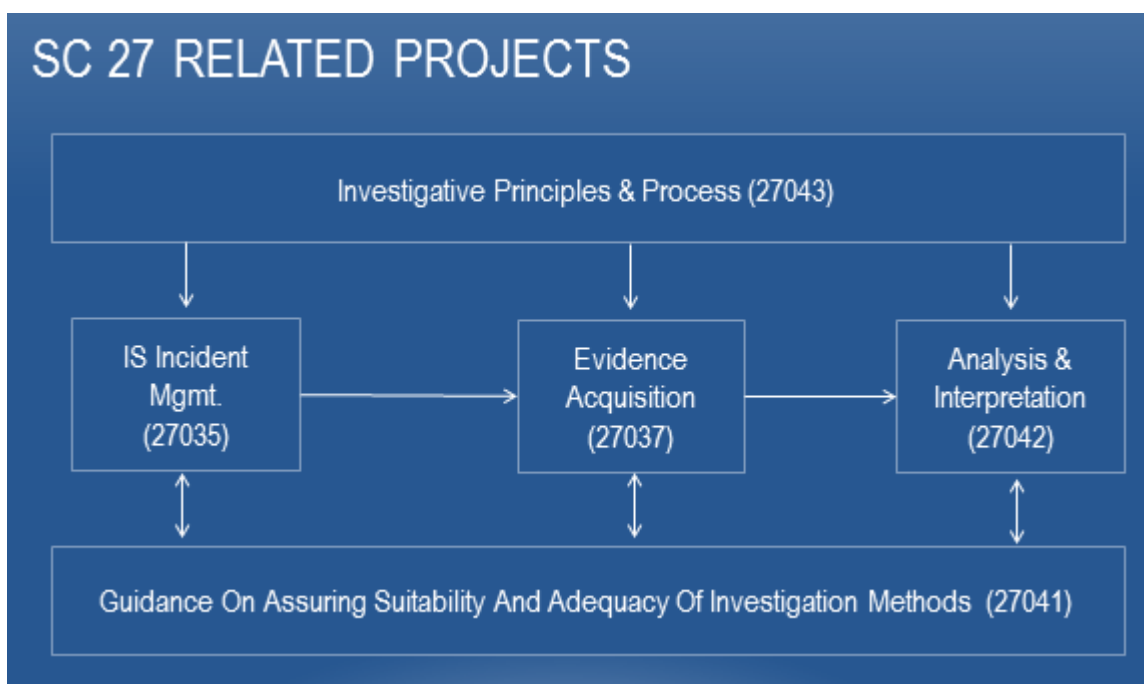 SC 27 RELATED PROJECTS
Investigative Principles & Process (27043)
IS Incident
Mgmt.
(27035)
Evidence
Acquisition
(27037)
Analysis &
Interpretation
(27042)
Guidance On Assuring Suitability And Adequacy Of Investigation Methods (27041)